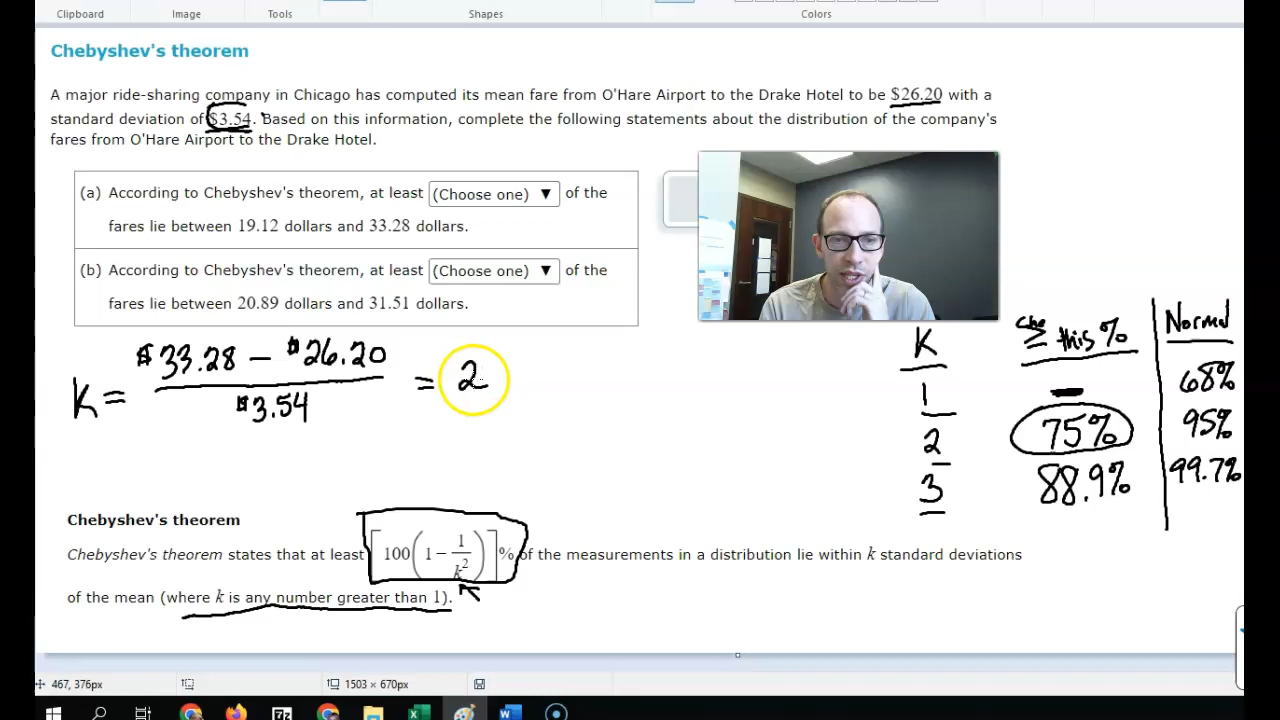 Clipboard Image Tools Shapes Colors
Chebyshev's theorem
A major ride-sharing company in Chicago has computed its mean fare from O'Hare Airport to the Drake Hotel to be $26.20 with a
standard deviation of $3.54. Based on this information, complete the following statements about the distribution of the company's
fares from O'Hare Airport to the Drake Hotel.
(a) According to Chebyshev's theorem, at least (Choose one) ▼ of the
fares lie between 19.12 dollars and 33.28 dollars.
(b) According to Chebyshev's theorem, at least (Choose one) ▼ of the
fares lie between 20.89 dollars and 31.51 dollars.
K = $33.28 - $26.20 / $3.54 = 2
K Che ≥ this % Normal
1 — 68%
2 75% 95%
3 88.9% 99.7%
Chebyshev's theorem
Chebyshev's theorem states that at least [100(1 - 1/k²)]% of the measurements in a distribution lie within k standard deviations
of the mean (where k is any number greater than 1).
467, 376px 1503 × 670px